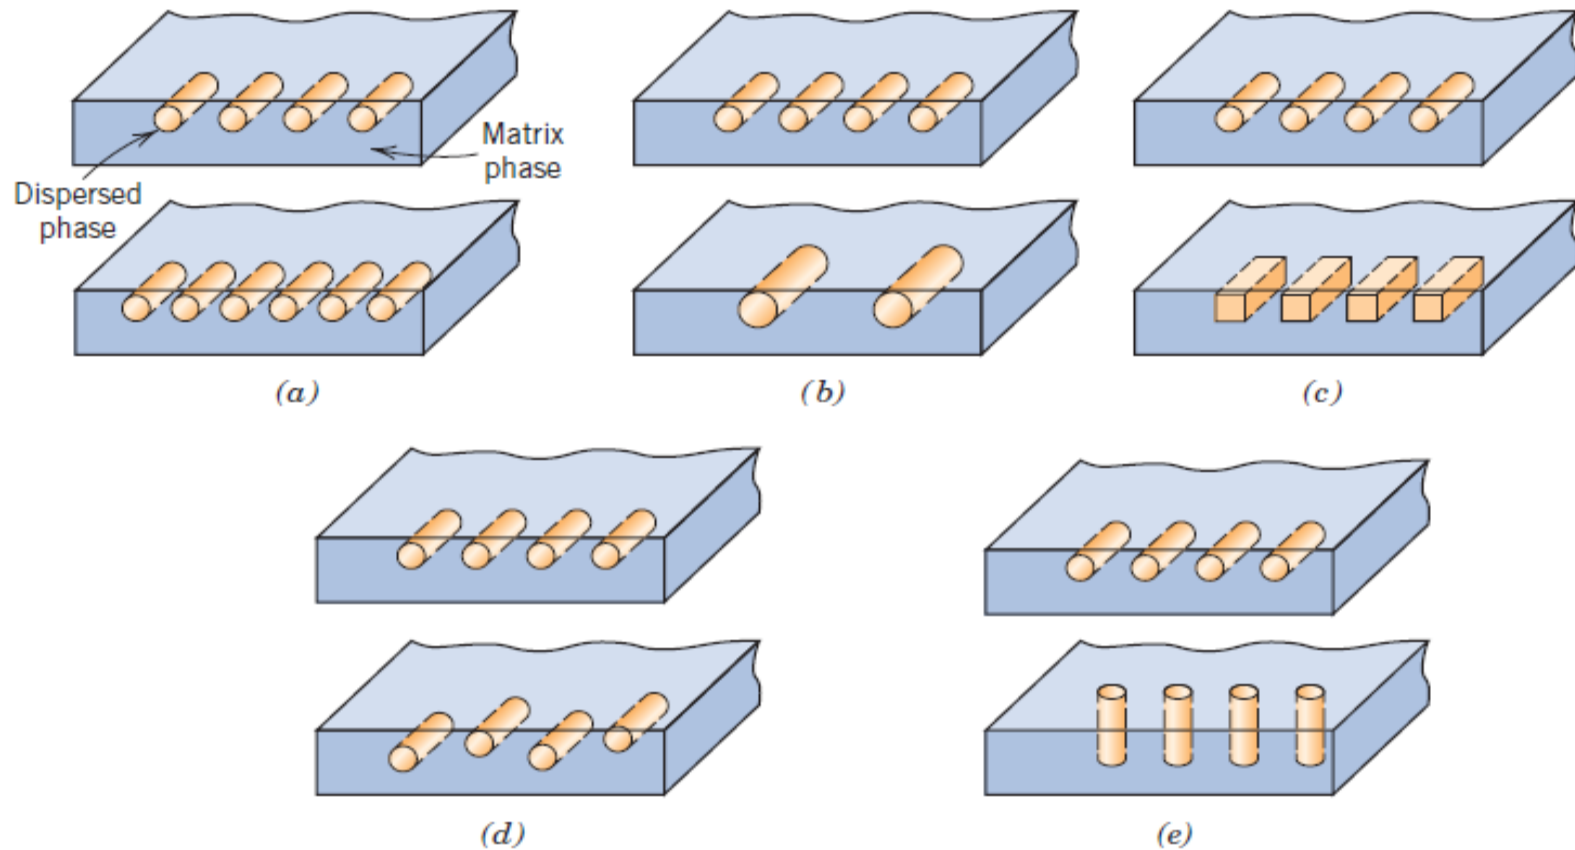 Matrix
phase
Dispersed
phase
(a)
(b)
(c)
(d)
(e)